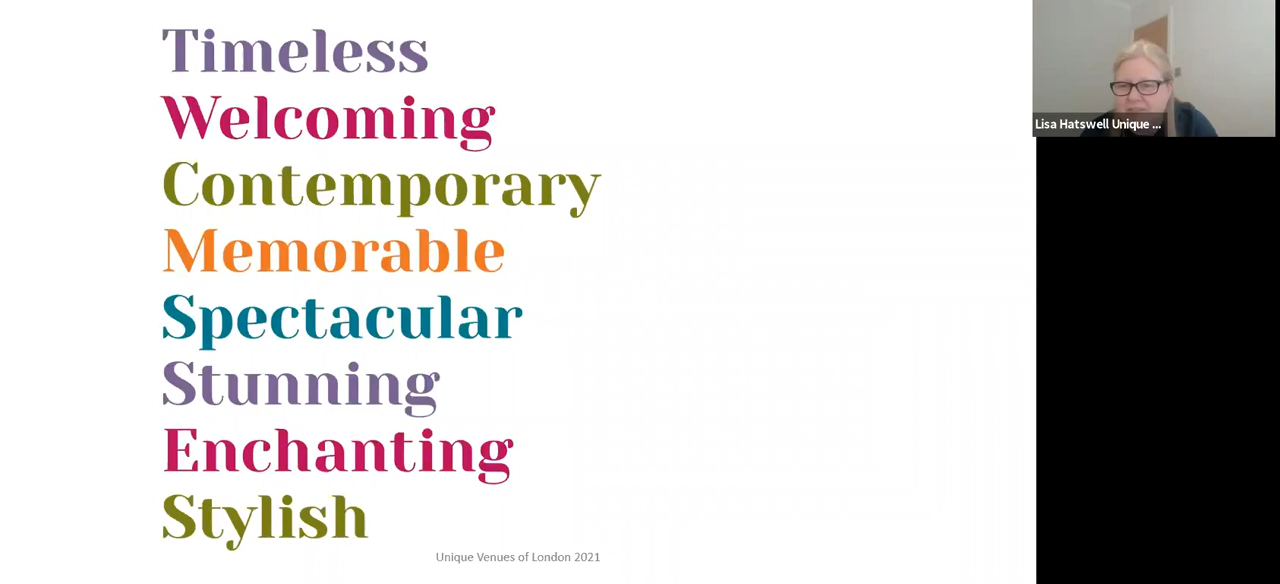 Timeless
Welcoming
Contemporary
Memorable
Spectacular
Stunning
Enchanting
Stylish
Unique Venues of London 2021
Lisa Hatswell Unique ...